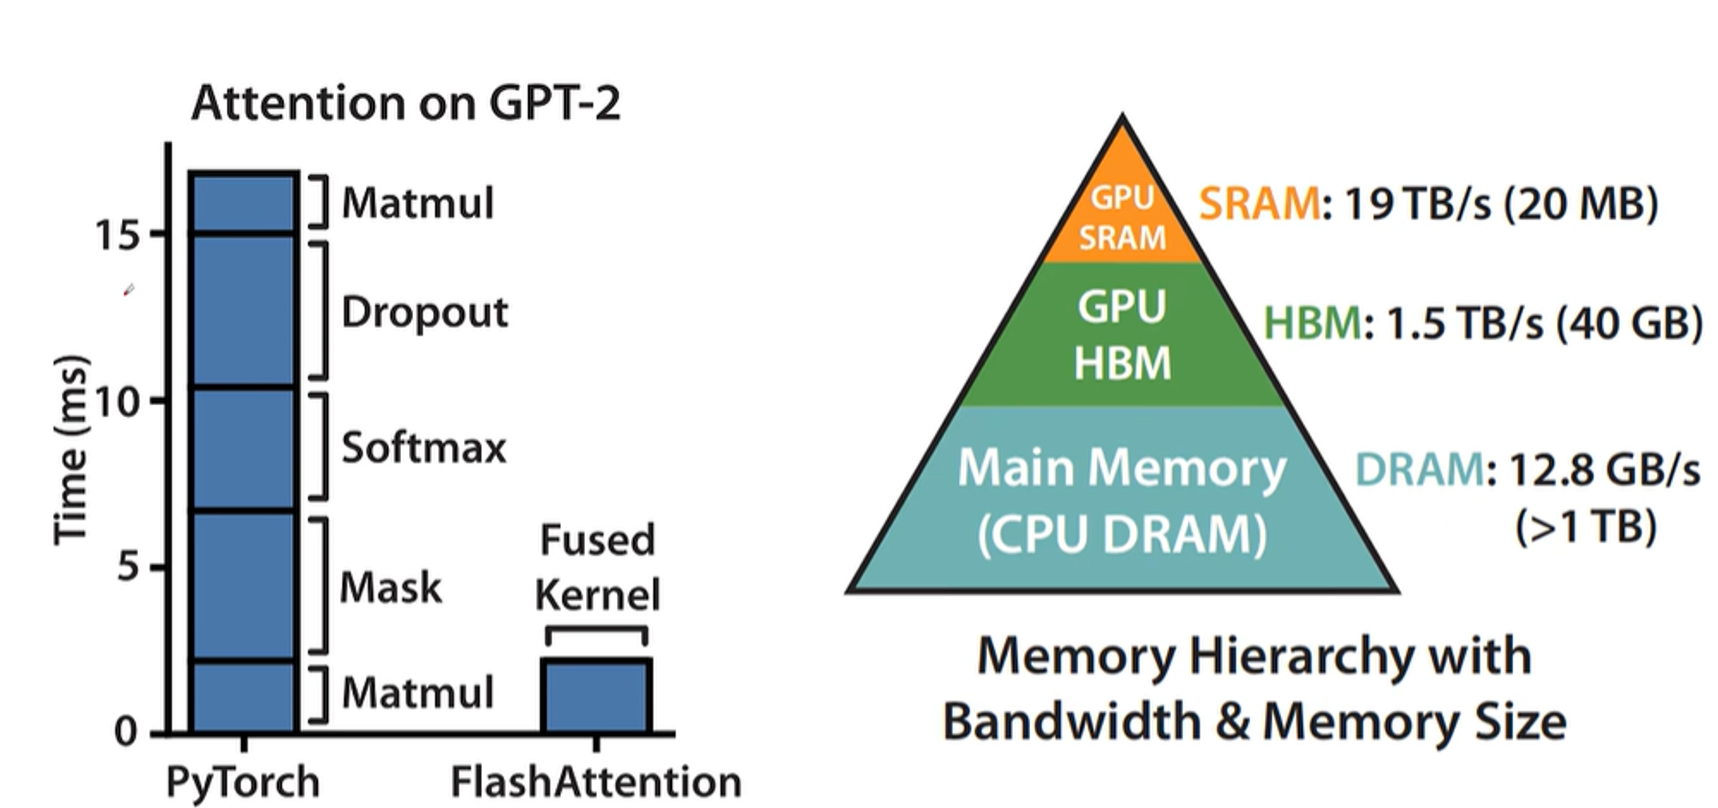 Attention on GPT-2
Time (ms)
15
10
5
0
Matmul
Dropout
Softmax
Mask
Matmul
Fused
Kernel
PyTorch
FlashAttention
GPU
SRAM
SRAM: 19 TB/s (20 MB)
GPU
HBM
HBM: 1.5 TB/s (40 GB)
Main Memory
(CPU DRAM)
DRAM: 12.8 GB/s
(>1 TB)
Memory Hierarchy with
Bandwidth & Memory Size